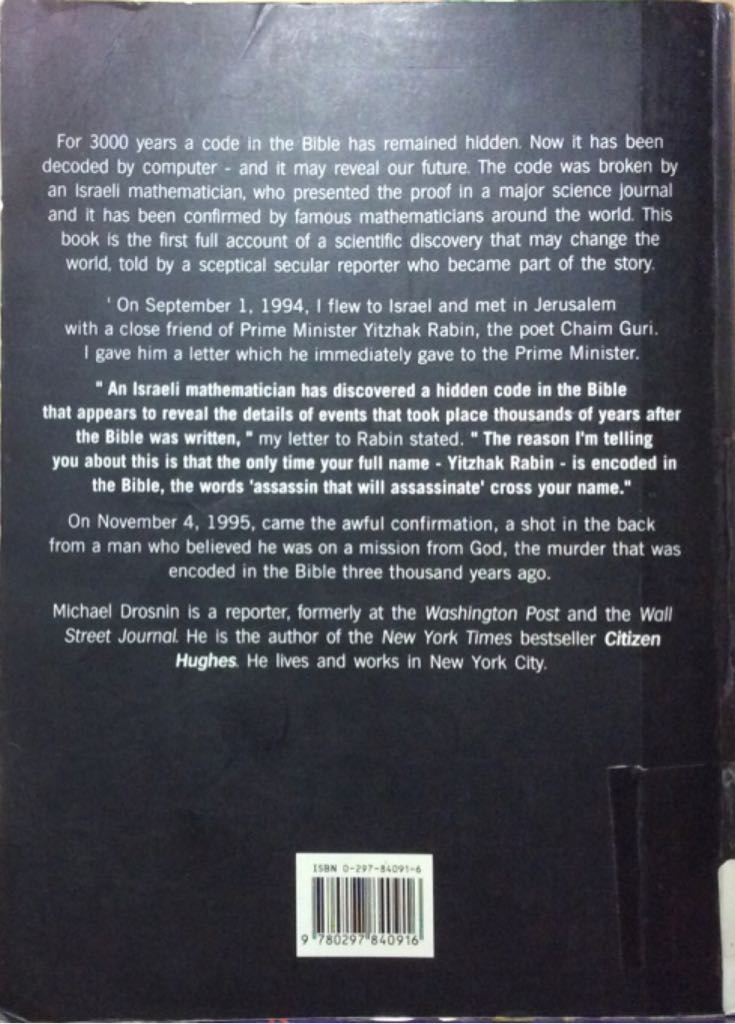 For 3000 years a code in the Bible has remained hidden. Now it has been
decoded by computer - and it may reveal our future. The code was broken by
an Israeli mathematician, who presented the proof in a major science journal
and it has been confirmed by famous mathematicians around the world. This
book is the first full account of a scientific discovery that may change the
world, told by a sceptical secular reporter who became part of the story.
' On September 1, 1994, I flew to Israel and met in Jerusalem
with a close friend of Prime Minister Yitzhak Rabin, the poet Chaim Guri.
I gave him a letter which he immediately gave to the Prime Minister.
" An Israeli mathematician has discovered a hidden code in the Bible
that appears to reveal the details of events that took place thousands of years after
the Bible was written, " my letter to Rabin stated. " The reason I'm telling
you about this is that the only time your full name - Yitzhak Rabin - is encoded in
the Bible, the words 'assassin that will assassinate' cross your name."
On November 4, 1995, came the awful confirmation, a shot in the back
from a man who believed he was on a mission from God, the murder that was
encoded in the Bible three thousand years ago.
Michael Drosnin is a reporter, formerly at the Washington Post and the Wall
Street Journal. He is the author of the New York Times bestseller Citizen
Hughes. He lives and works in New York City.
ISBN 0-297-84091-6
9 780297 840916